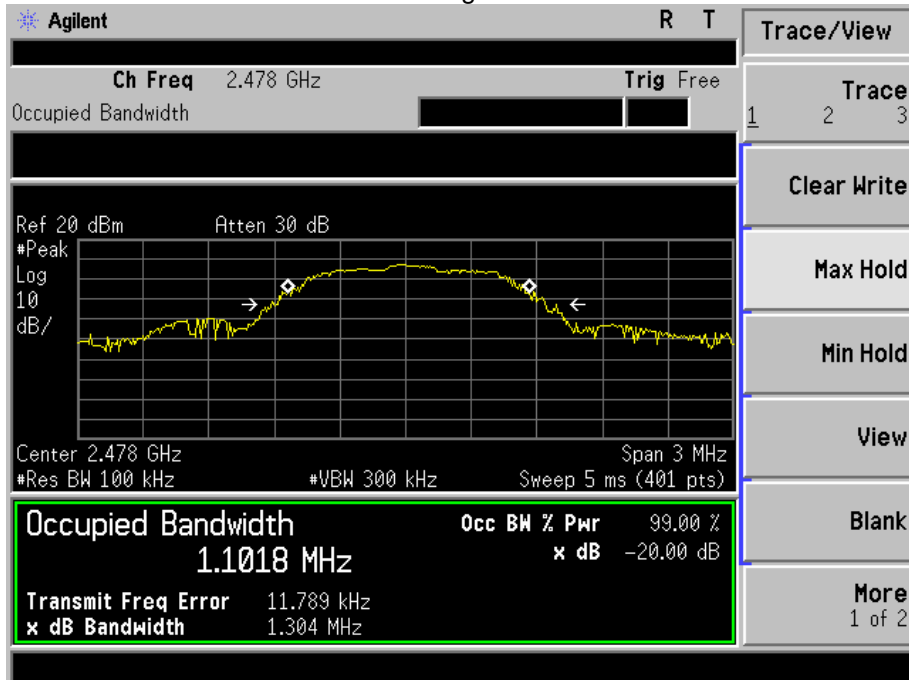 Agilent R T
Ch Freq 2.478 GHz Trig Free
Occupied Bandwidth
Ref 20 dBm Atten 30 dB
#Peak
Log
10
dB/
Center 2.478 GHz Span 3 MHz
#Res BW 100 kHz #VBW 300 kHz Sweep 5 ms (401 pts)
Occupied Bandwidth Occ BW % Pwr 99.00 %
1.1018 MHz x dB -20.00 dB
Transmit Freq Error 11.789 kHz
x dB Bandwidth 1.304 MHz
Trace/View
Trace
1 2 3
Clear Write
Max Hold
Min Hold
View
Blank
More
1 of 2